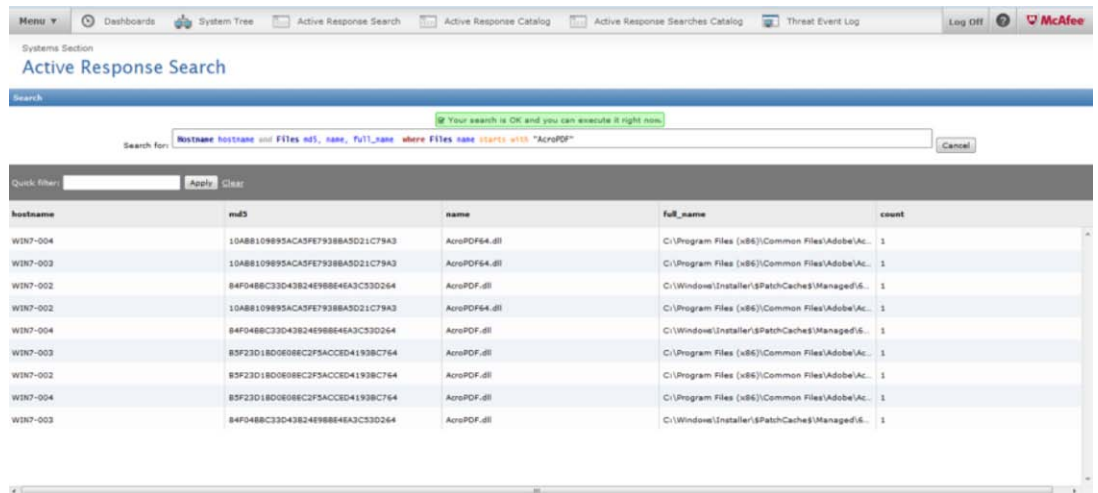 Menu ▼ Dashboards System Tree Active Response Search Active Response Catalog Active Response Searches Catalog Threat Event Log Log Off ? McAfee
Systems Section
Active Response Search
Search
Your search is OK and you can execute it right now.
Search for: Hostname hostname and Files md5, name, full_name where Files name starts with "AcroPDF" Cancel
Quick filter: Apply Clear
hostname md5 name full_name count
WIN7-004 10AB8109895ACA5FE7938BA5D21C79A3 AcroPDF64.dll C:\Program Files (x86)\Common Files\Adobe\Ac... 1
WIN7-003 10AB8109895ACA5FE7938BA5D21C79A3 AcroPDF64.dll C:\Program Files (x86)\Common Files\Adobe\Ac... 1
WIN7-002 84F04BBC33D43B24E9BBE4EA3C53D264 AcroPDF.dll C:\Windows\Installer\$PatchCache$\Managed\6... 1
WIN7-002 10AB8109895ACA5FE7938BA5D21C79A3 AcroPDF64.dll C:\Program Files (x86)\Common Files\Adobe\Ac... 1
WIN7-004 84F04BBC33D43B24E9BBE4EA3C53D264 AcroPDF.dll C:\Windows\Installer\$PatchCache$\Managed\6... 1
WIN7-003 B5F23D1BD0E08EC2F5ACCED4193BC764 AcroPDF.dll C:\Program Files (x86)\Common Files\Adobe\Ac... 1
WIN7-002 B5F23D1BD0E08EC2F5ACCED4193BC764 AcroPDF.dll C:\Program Files (x86)\Common Files\Adobe\Ac... 1
WIN7-004 B5F23D1BD0E08EC2F5ACCED4193BC764 AcroPDF.dll C:\Program Files (x86)\Common Files\Adobe\Ac... 1
WIN7-003 84F04BBC33D43B24E9BBE4EA3C53D264 AcroPDF.dll C:\Windows\Installer\$PatchCache$\Managed\6... 1